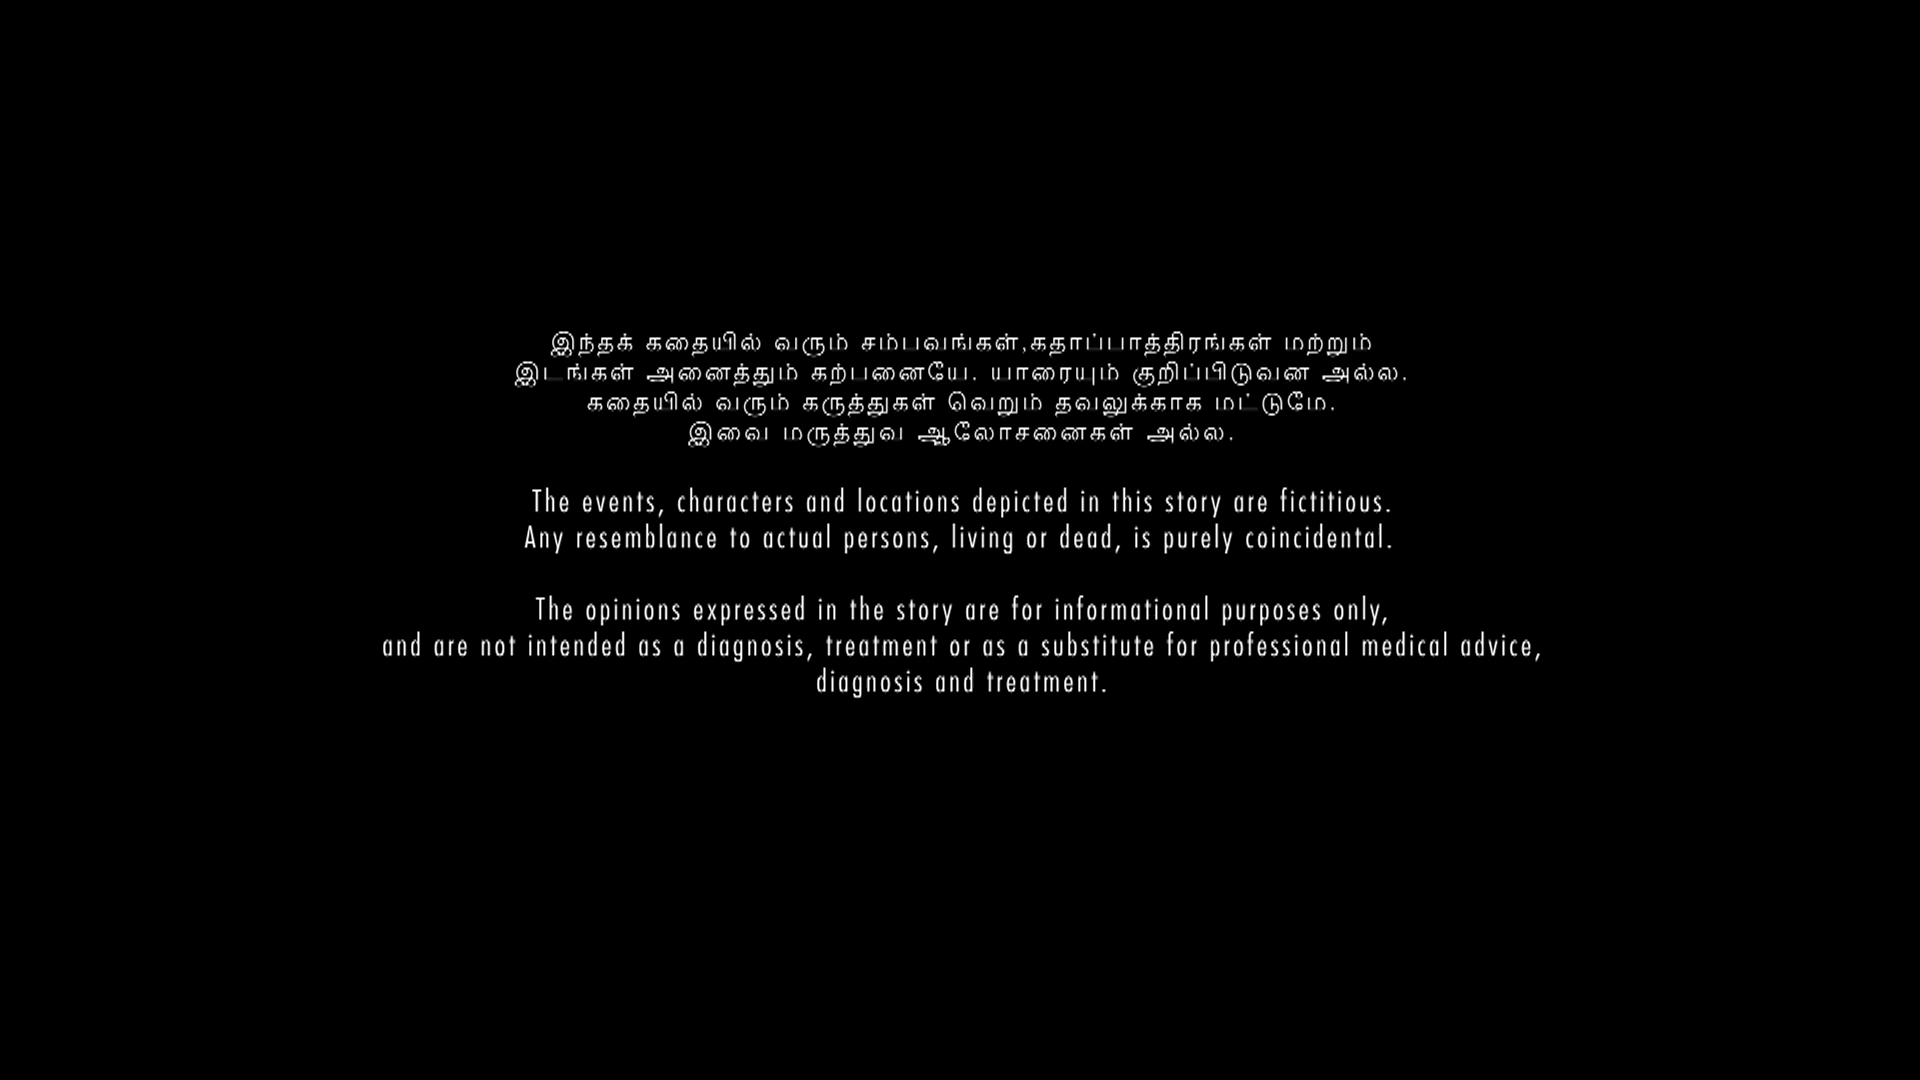 இந்தக் கதையில் வரும் சம்பவங்கள்,கதாப்பாத்திரங்கள் மற்றும்
இடங்கள் அனைத்தும் கற்பனையே. யாரையும் குறிப்பிடுவன அல்ல.
கதையில் வரும் கருத்துகள் வெறும் தவலுக்காக மட்டுமே.
இவை மருத்துவ ஆலோசனைகள் அல்ல.
The events, characters and locations depicted in this story are fictitious.
Any resemblance to actual persons, living or dead, is purely coincidental.
The opinions expressed in the story are for informational purposes only,
and are not intended as a diagnosis, treatment or as a substitute for professional medical advice,
diagnosis and treatment.